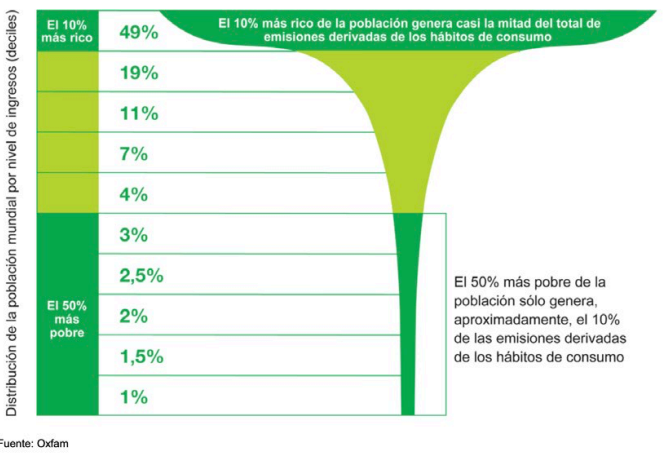 Distribución de la población mundial por nivel de ingresos (deciles)
El 10%
más rico
49%
El 10% más rico de la población genera casi la mitad del total de
emisiones derivadas de los hábitos de consumo
19%
11%
7%
4%
El 50%
más
pobre
3%
2,5%
2%
1,5%
1%
El 50% más pobre de la
población sólo genera,
aproximadamente, el 10%
de las emisiones derivadas
de los hábitos de consumo
Fuente: Oxfam